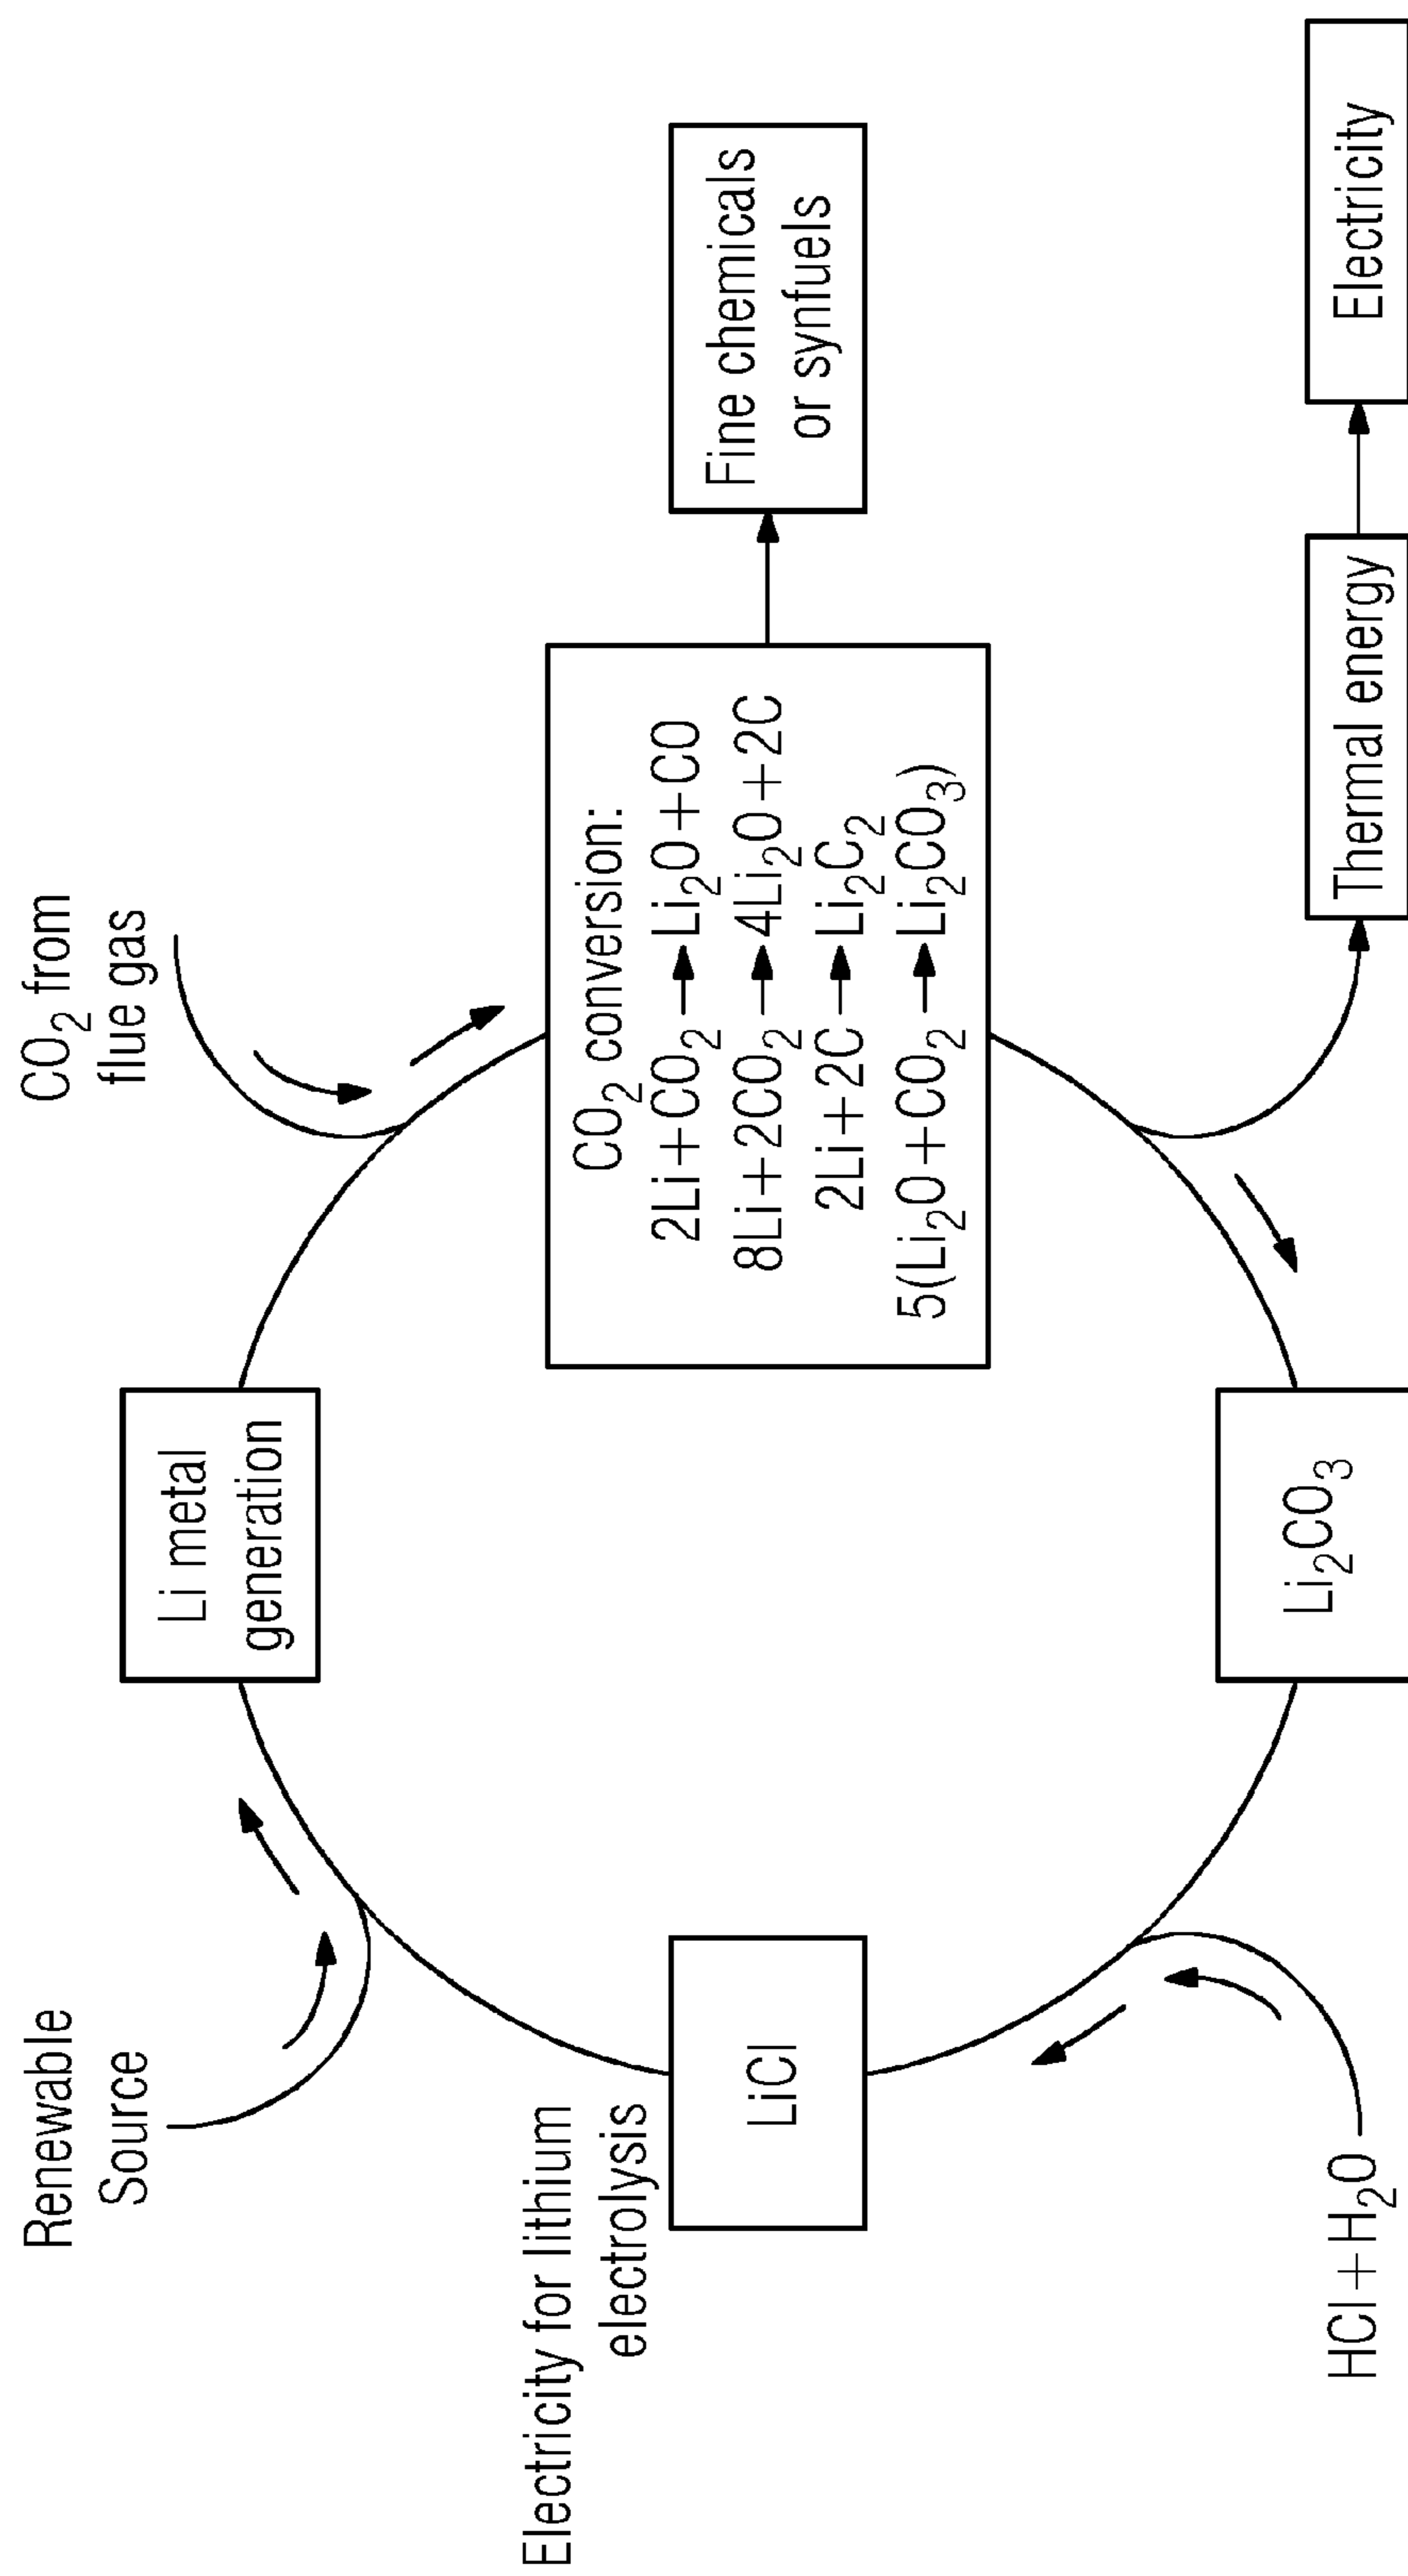 Renewable
Source
CO₂ from
flue gas
Li metal
generation
Electricity for lithium
electrolysis
LiCl
CO₂ conversion:
2Li+CO₂→Li₂O+CO
8Li+2CO₂→4Li₂O+2C
2Li+2C→Li₂C₂
5(Li₂O+CO₂→Li₂CO₃)
Fine chemicals
or synfuels
HCl+H₂O
Li₂CO₃
Thermal energy
Electricity